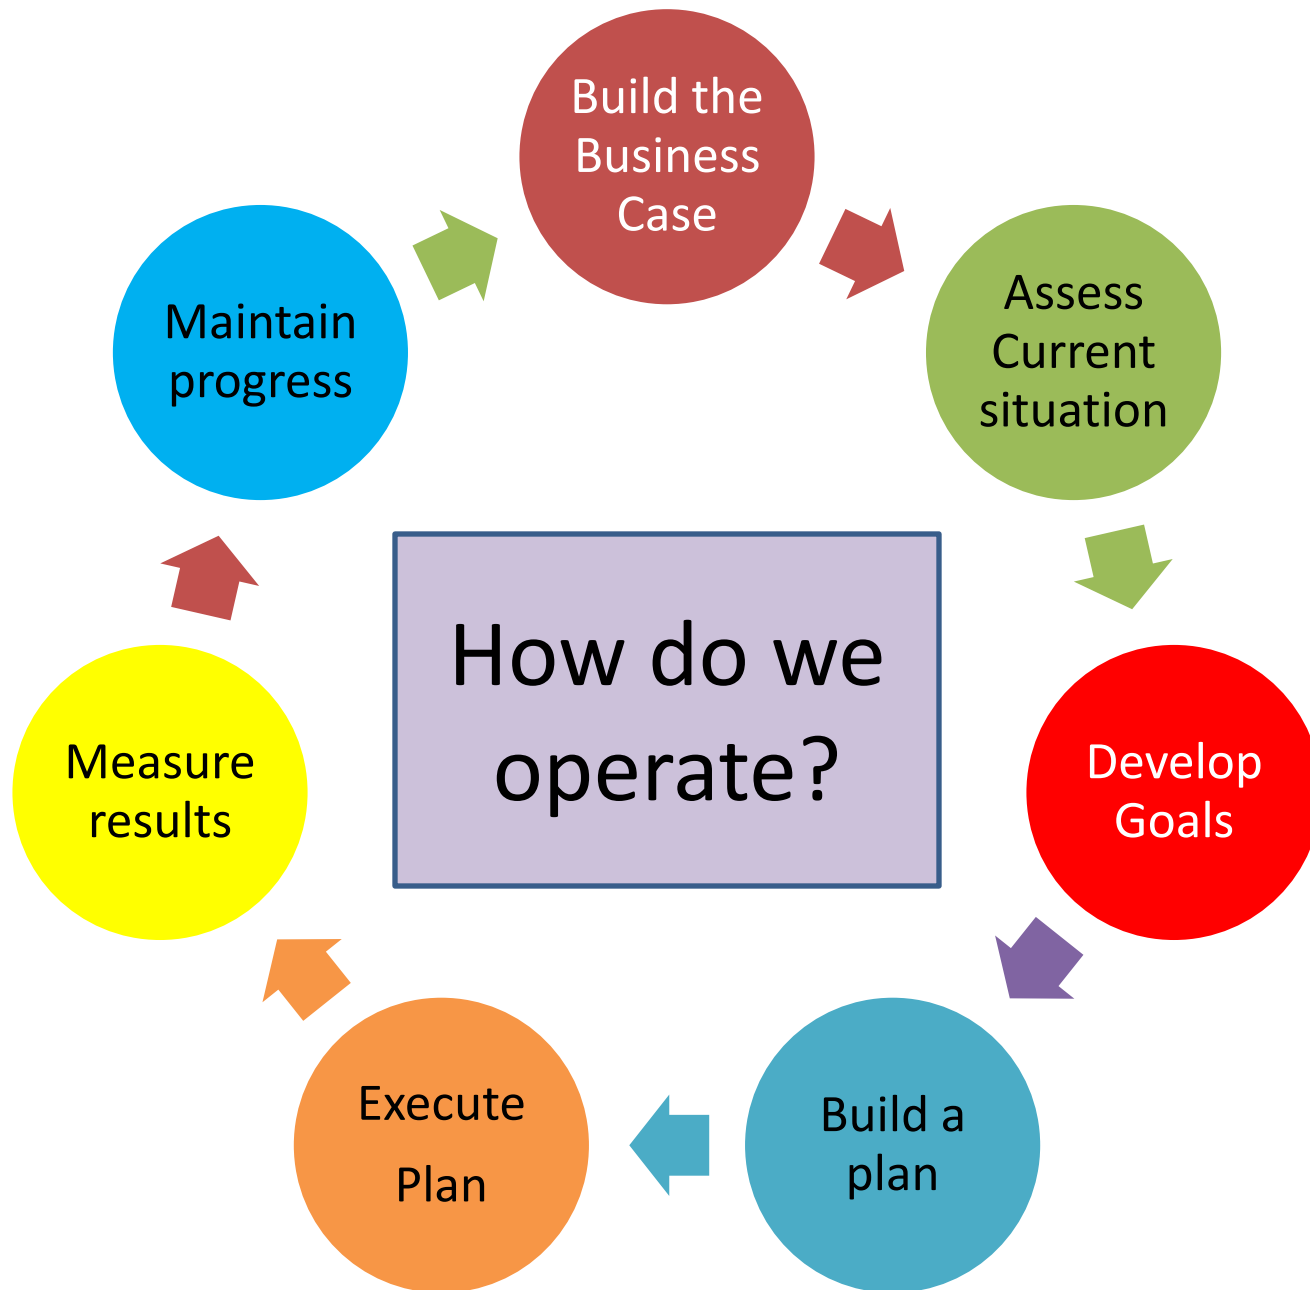 Build the
Business
Case
Assess
Current
situation
Develop
Goals
Build a
plan
Execute
Plan
Measure
results
Maintain
progress
How do we
operate?